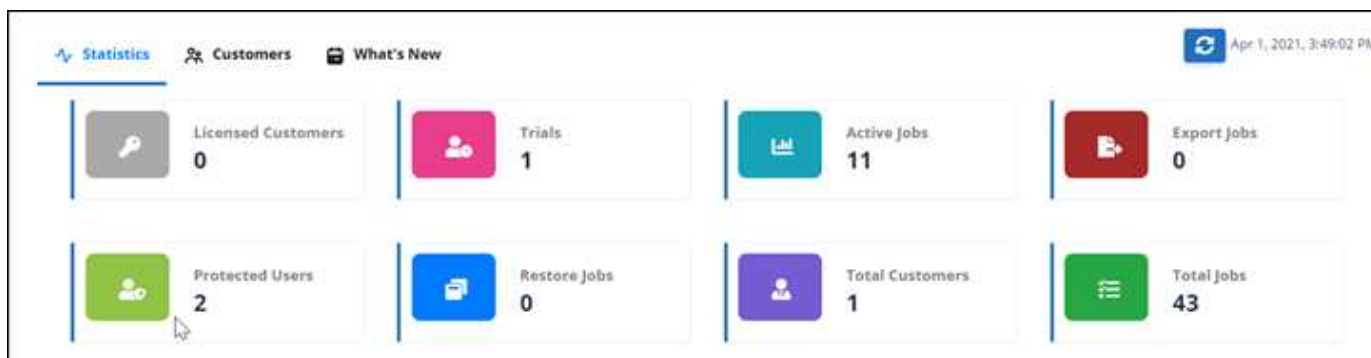 Statistics Customers What's New Apr 1, 2021, 3:49:02 PM
Licensed Customers Trials Active Jobs Export Jobs
0 1 11 0
Protected Users Restore Jobs Total Customers Total Jobs
2 0 1 43